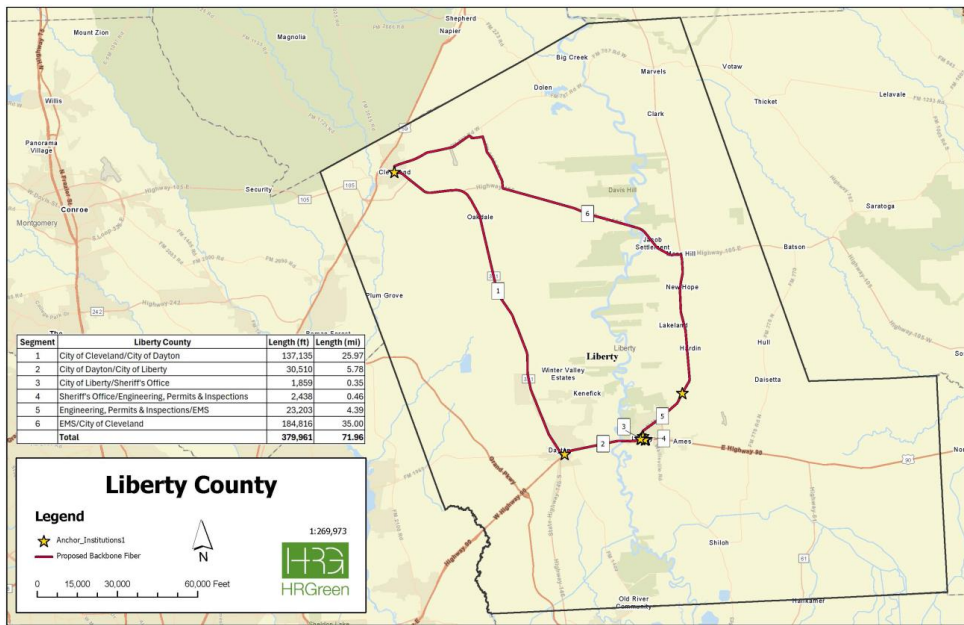 Shepherd
Napier
Mount Zion
Magnolia
Big Creek
Marvels
Votaw
Dolen
Thicket
Lelavale
Willis
Clark
Panorama
Village
Security
105
105
Davis Hill
Saratoga
Conroe
Montgomery
Oakdale
6
Jacob
Settlement
Moss Hill
Batson
1
New Hope
Plum Grove
242
Lakeland
Hardin
Hull
The
Liberty
Liberty
Winter Valley
Estates
Daisetta
Kenefick
5
3
4
2
Ames
E Highway 90
90
Shiloh
61
Old River
Community
Hankamer
Segment Liberty County Length (ft) Length (mi)
1 City of Cleveland/City of Dayton 137,135 25.97
2 City of Dayton/City of Liberty 30,510 5.78
3 City of Liberty/Sheriff's Office 1,859 0.35
4 Sheriff's Office/Engineering, Permits & Inspections 2,438 0.46
5 Engineering, Permits & Inspections/EMS 23,203 4.39
6 EMS/City of Cleveland 184,816 35.00
Total 379,961 71.96
Liberty County
Legend
Anchor_Institutions1
Proposed Backbone Fiber
N
1:269,973
HRG
HRGreen
0 15,000 30,000 60,000 Feet